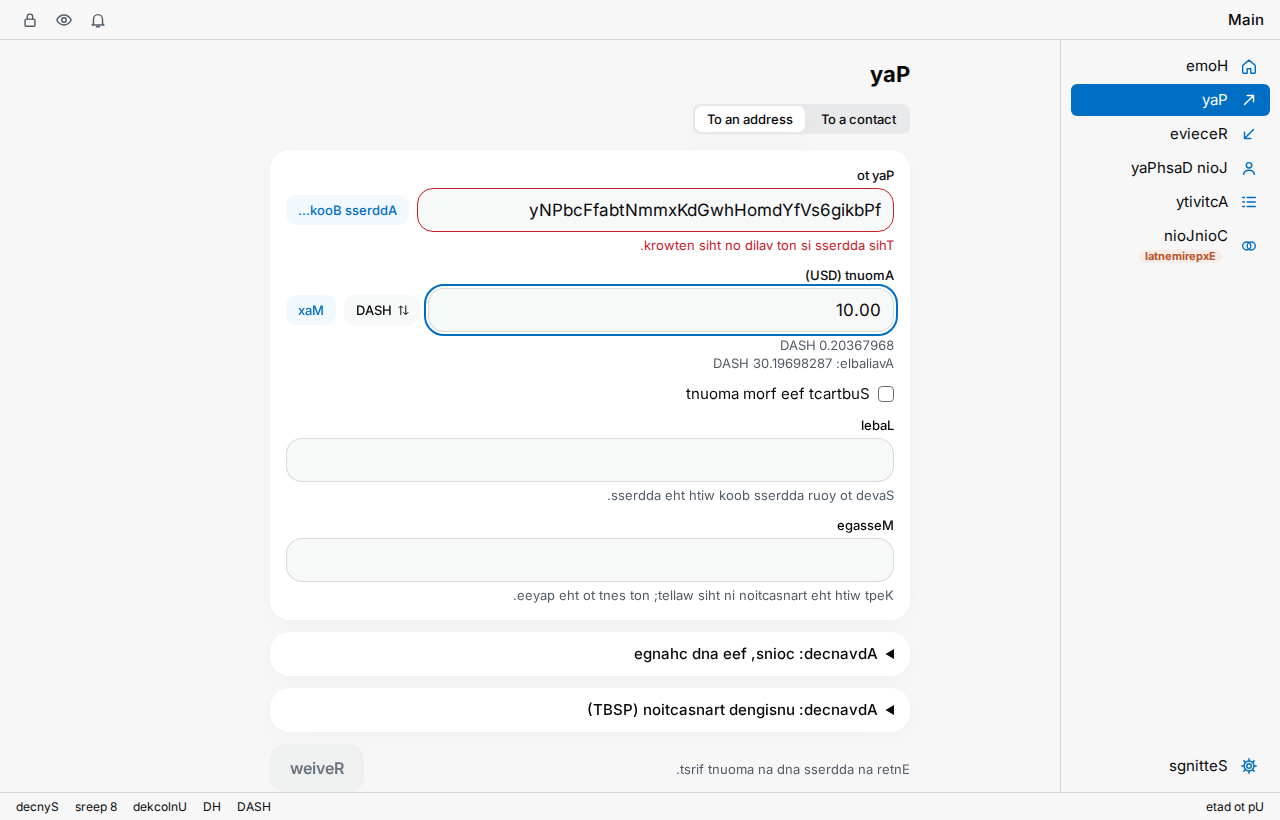 Main
emoH
yaP
evieceR
yaPhsaD nioJ
ytivitcA
nioJnioC
latnemirepxE
sgnitteS
yaP
To an address
To a contact
ot yaP
yNPbcFfabtNmmxKdGwhHomdYfVs6gikbPf
...kooB sserddA
.krowten siht no dilav ton si sserdda sihT
(USD) tnuomA
10.00
DASH
xaM
DASH 0.20367968
DASH 30.19698287 :elbaliavA
tnuoma morf eef tcartbuS
lebaL
.sserdda eht htiw koob sserdda ruoy ot devaS
egasseM
.eeyap eht ot tnes ton ;tellaw siht ni noitcasnart eht htiw tpeK
egnahc dna eef ,snioc :decnavdA
(TBSP) noitcasnart dengisnu :decnavdA
weiveR
.tsrif tnuoma na dna sserdda na retnE
decnyS
sreep 8
dekcolnU
DH
DASH
etad ot pU